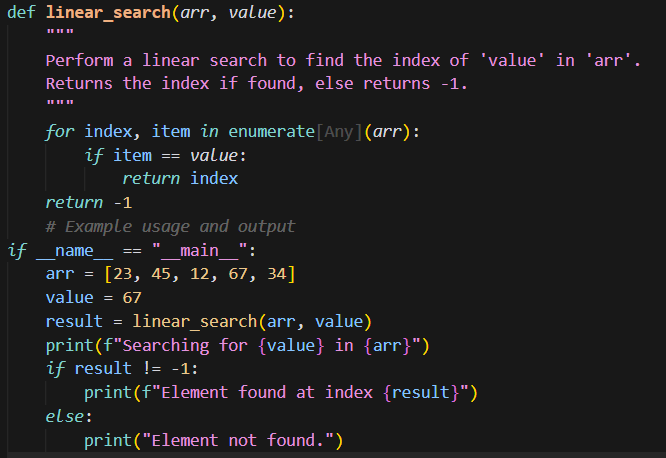 def linear_search(arr, value):
    """
    Perform a linear search to find the index of 'value' in 'arr'.
    Returns the index if found, else returns -1.
    """
    for index, item in enumerate[Any](arr):
        if item == value:
            return index
    return -1
    # Example usage and output
if __name__ == "__main__":
    arr = [23, 45, 12, 67, 34]
    value = 67
    result = linear_search(arr, value)
    print(f"Searching for {value} in {arr}")
    if result != -1:
        print(f"Element found at index {result}")
    else:
        print("Element not found.")